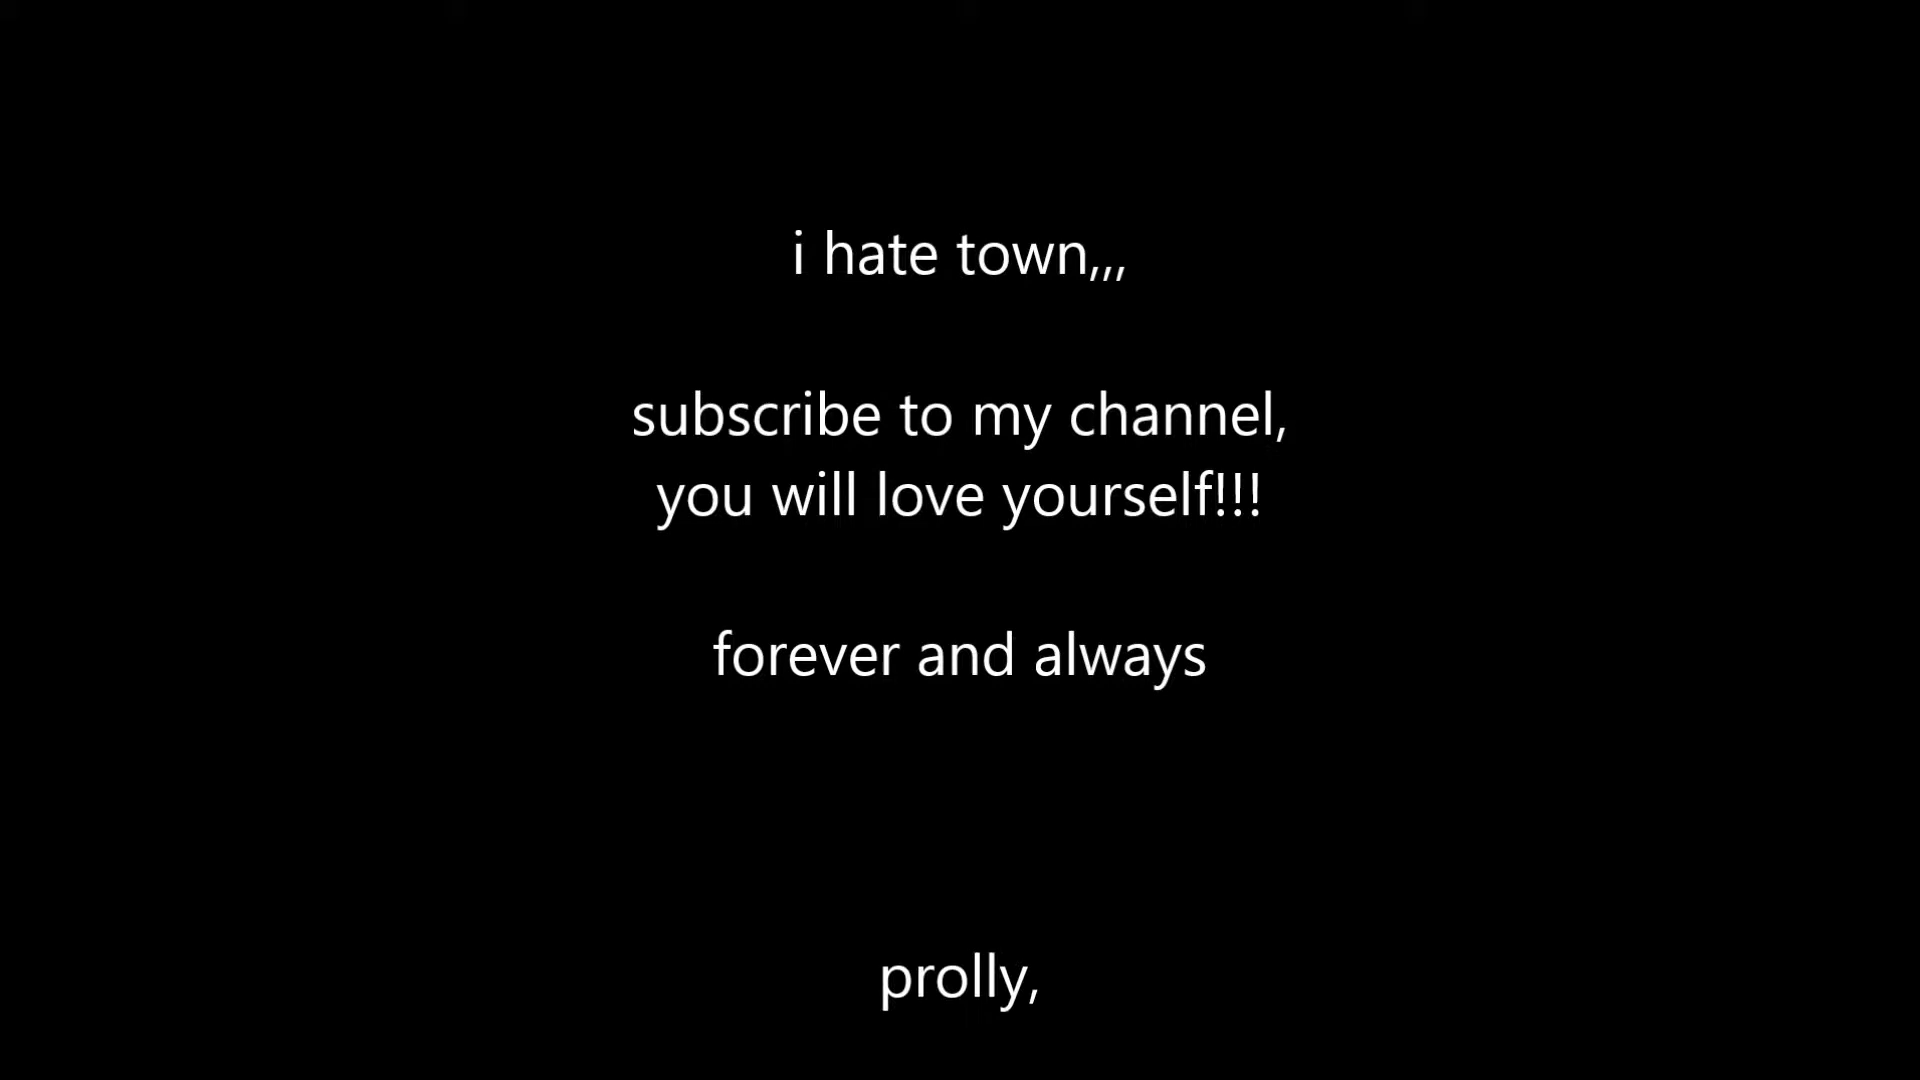 i hate town,,,
subscribe to my channel,
you will love yourself!!!
forever and always
prolly,